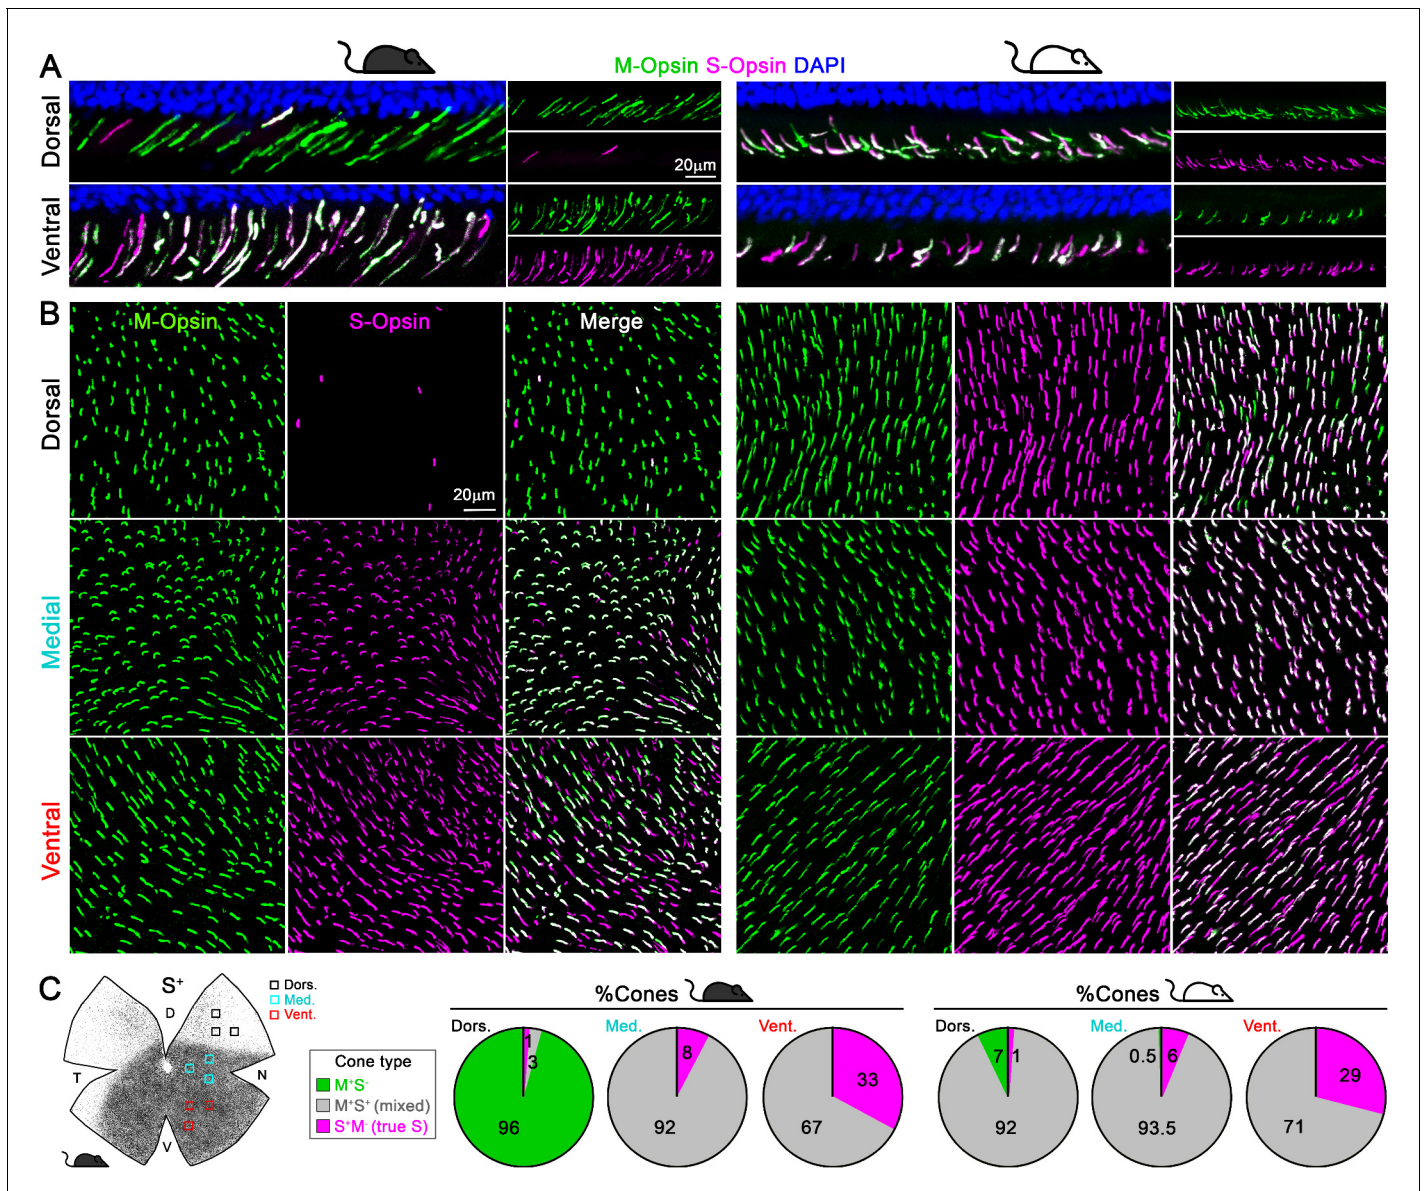 A
M-Opsin S-Opsin DAPI
Dorsal
20µm
Ventral
B
M-Opsin
S-Opsin
Merge
Dorsal
20µm
Medial
Ventral
C
S⁺
D
T
N
V
Dors.
Med.
Vent.
Cone type
M⁺S⁻
M⁺S⁺ (mixed)
S⁺M⁻ (true S)
%Cones
Dors.
1
3
96
Med.
8
92
Vent.
33
67
%Cones
Dors.
7
1
92
Med.
0.5
6
93.5
Vent.
29
71